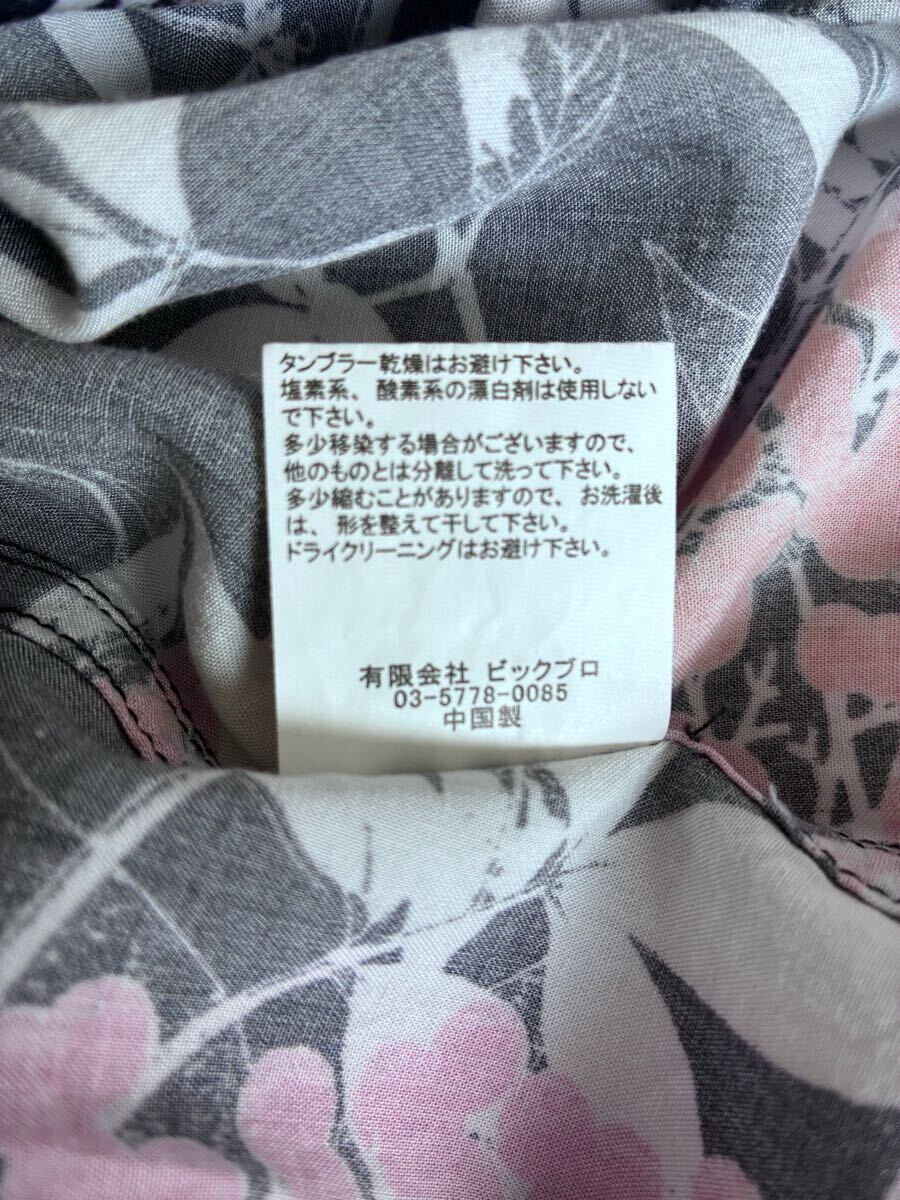 タンブラー乾燥はお避け下さい。
塩素系、酸素系の漂白剤は使用しない
で下さい。
多少移染する場合がございますので、
他のものとは分離して洗って下さい。
多少縮むことがありますので、お洗濯後
は、形を整えて干して下さい。
ドライクリーニングはお避け下さい。
有限会社 ビックブロ
03-5778-0085
中国製